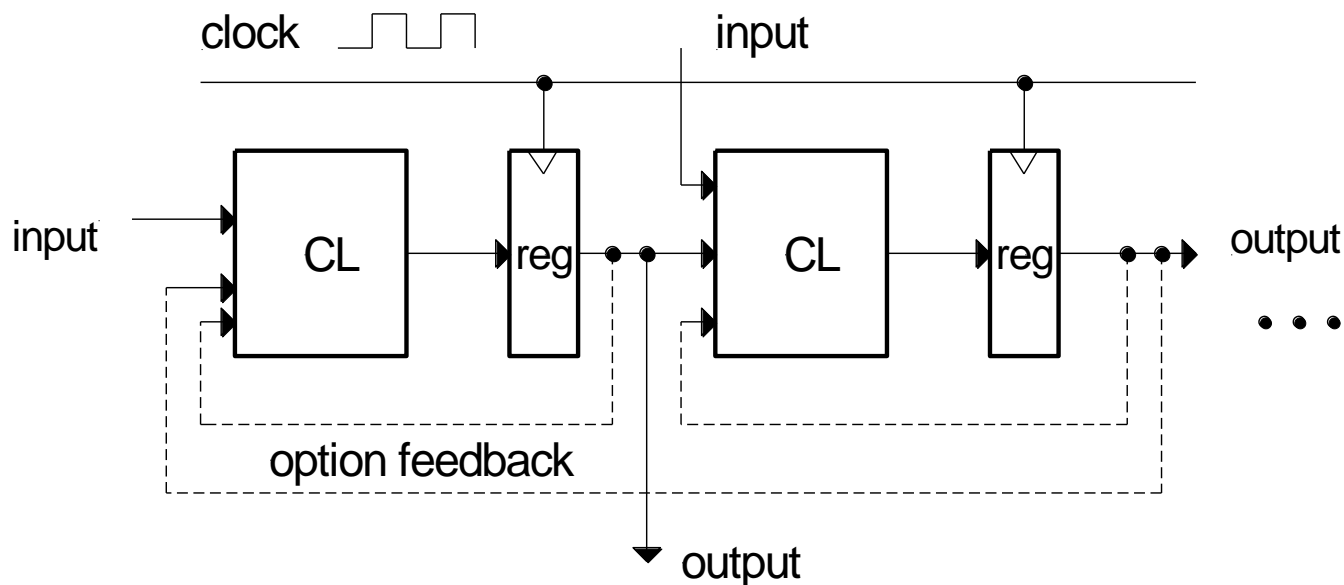 clock
input
input
CL
reg
CL
reg
output
option feedback
output